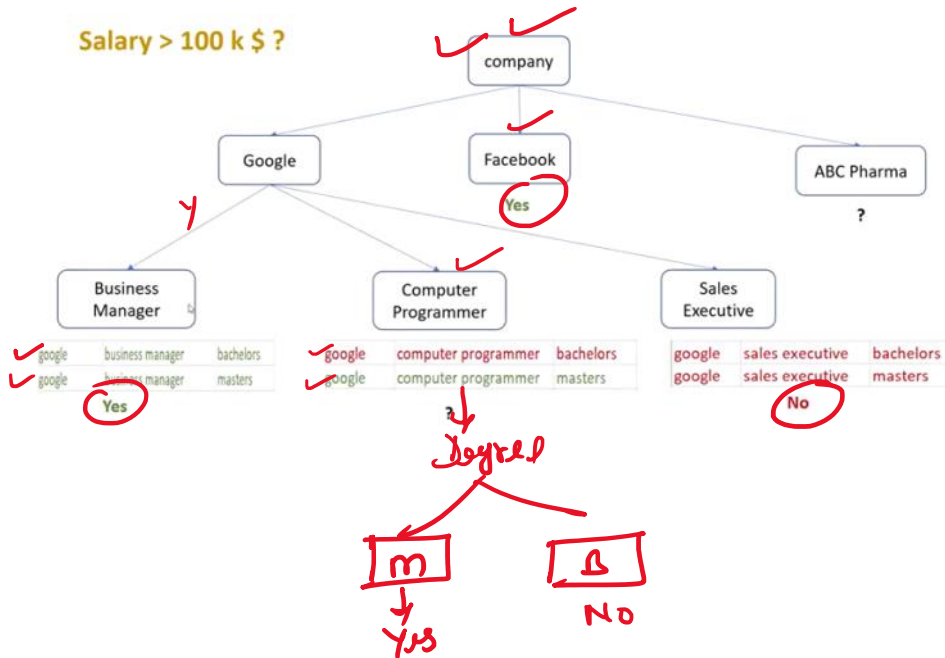 Salary > 100 k $ ?
company
Google
Facebook
ABC Pharma
Yes
?
y
Business
Manager
Computer
Programmer
Sales
Executive
google business manager bachelors
google business manager masters
Yes
google computer programmer bachelors
google computer programmer masters
?
google sales executive bachelors
google sales executive masters
No
Degree
m
B
Yes
No